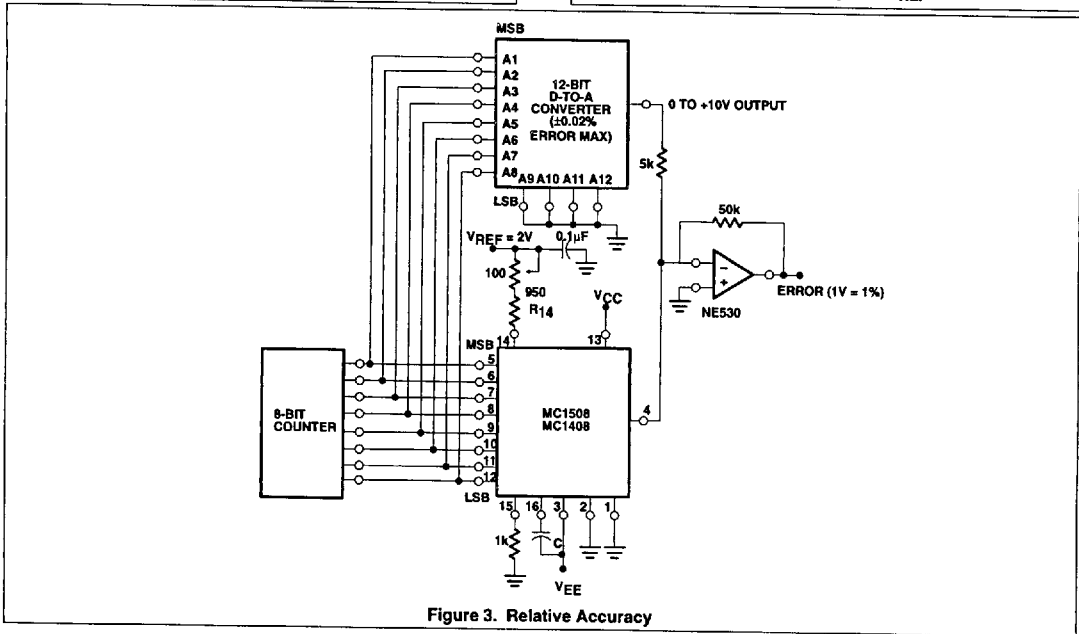 MSB
A1
A2
A3
A4
A5
A6
A7
A8
12-BIT
D-TO-A
CONVERTER
(±0.02%
ERROR MAX)
A9 A10 A11 A12
LSB
0 TO +10V OUTPUT
5k
50k
VREF = 2V
0.1µF
100
950
R14
VCC
–
+
NE530
ERROR (1V = 1%)
MSB
14
13
5
6
7
8
9
10
11
12
LSB
8-BIT
COUNTER
MC1508
MC1408
4
15
16
3
2
1
1k
C
VEE
Figure 3. Relative Accuracy